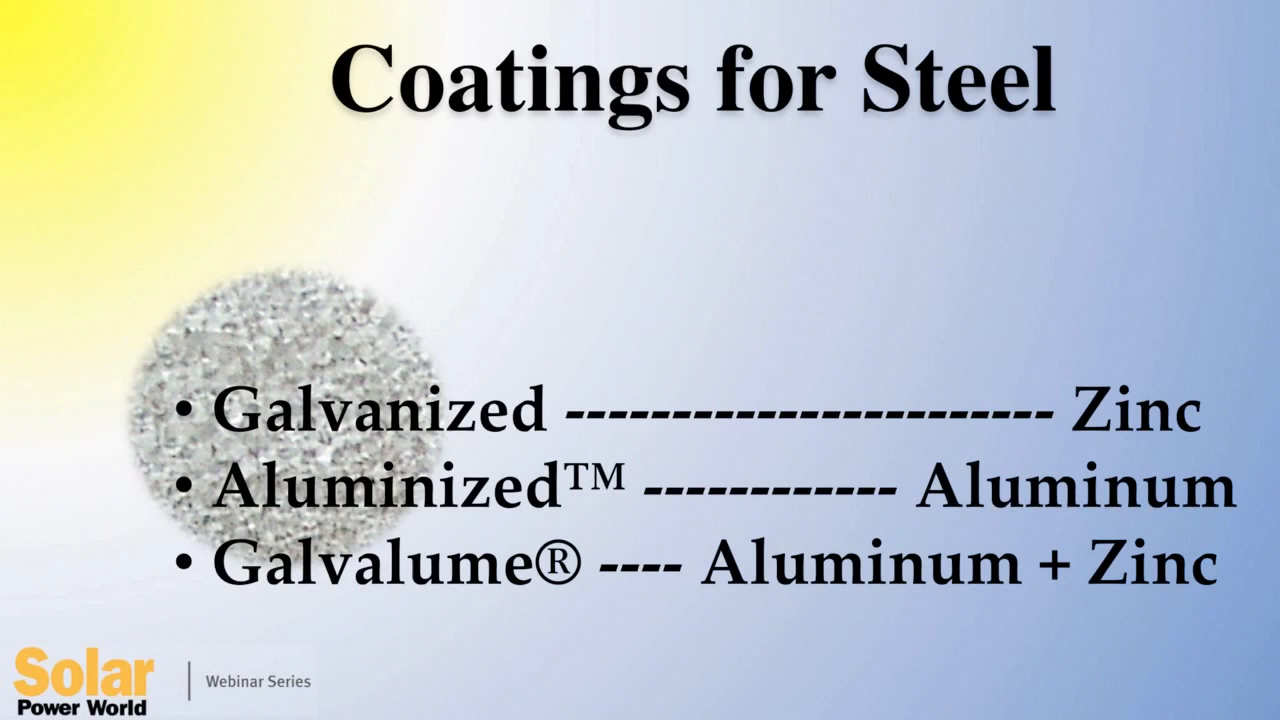 Coatings for Steel
• Galvanized ----------------------- Zinc
• Aluminized™ ------------ Aluminum
• Galvalume® ---- Aluminum + Zinc
Solar
Power World
Webinar Series